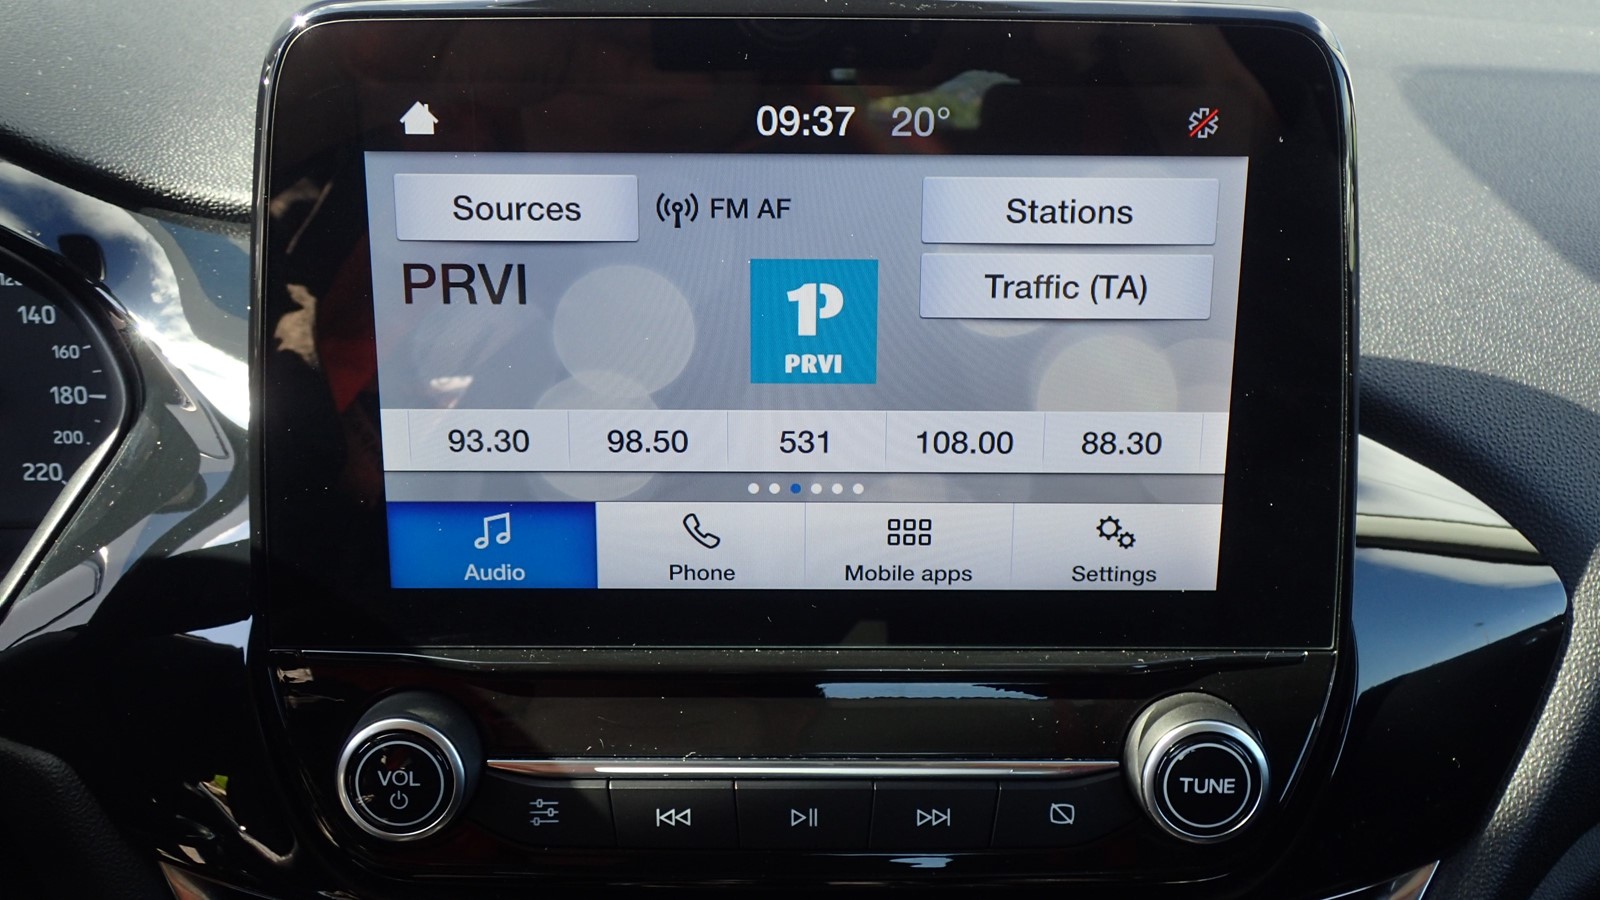 09:37 20°
Sources
FM AF
Stations
PRVI
1P
PRVI
Traffic (TA)
93.30 98.50 531 108.00 88.30
Audio
Phone
Mobile apps
Settings
140
160
180
200
220
VOL
TUNE